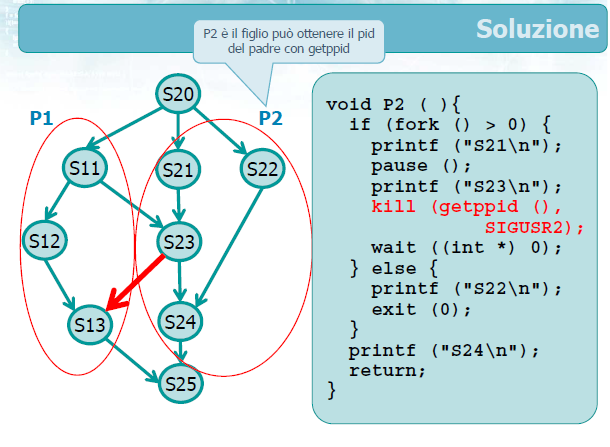 Soluzione
P2 è il figlio può ottenere il pid
del padre con getppid
P1
P2
S20
S11
S21
S22
S12
S23
S13
S24
S25
void P2 ( ){
if (fork () > 0) {
printf ("S21\n");
pause ();
printf ("S23\n");
kill (getppid (),
SIGUSR2);
wait ((int *) 0);
} else {
printf ("S22\n");
exit (0);
}
printf ("S24\n");
return;
}